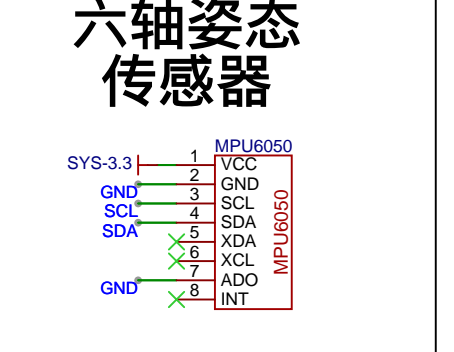 六轴姿态
传感器
MPU6050
SYS-3.3 1 VCC
GND 2 GND
SCL 3 SCL
SDA 4 SDA
5 XDA
6 XCL
GND 7 ADO
8 INT
MPU6050